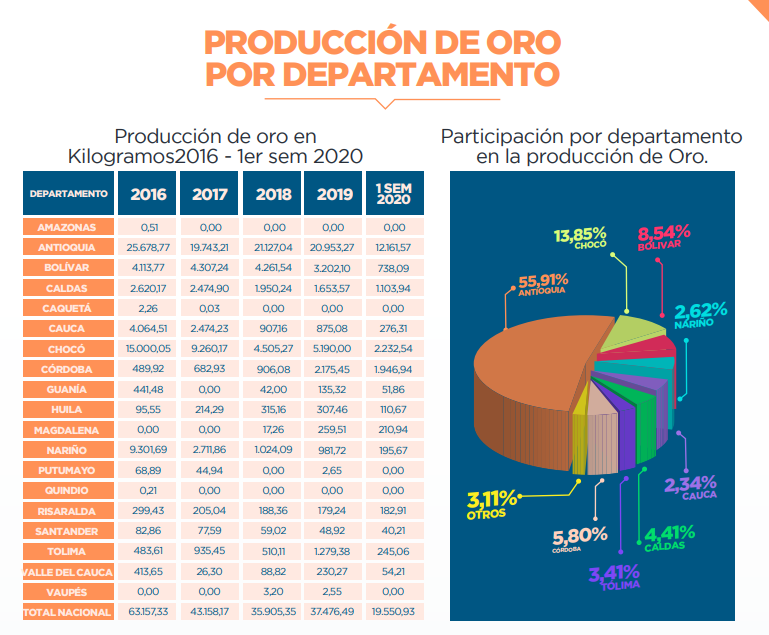 PRODUCCIÓN DE ORO
POR DEPARTAMENTO
Producción de oro en
Kilogramos2016 - 1er sem 2020
DEPARTAMENTO 2016 2017 2018 2019 1 SEM 2020
AMAZONAS 0,51 0,00 0,00 0,00 0,00
ANTIOQUIA 25.678,77 19.743,21 21.127,04 20.953,27 12.161,57
BOLÍVAR 4.113,77 4.307,24 4.261,54 3.202,10 738,09
CALDAS 2.620,17 2.474,90 1.950,24 1.653,57 1.103,94
CAQUETÁ 2,26 0,03 0,00 0,00 0,00
CAUCA 4.064,51 2.474,23 907,16 875,08 276,31
CHOCÓ 15.000,05 9.260,17 4.505,27 5.190,00 2.232,54
CÓRDOBA 489,92 682,93 906,08 2.175,45 1.946,94
GUANÍA 441,48 0,00 42,00 135,32 51,86
HUILA 95,55 214,29 315,16 307,46 110,67
MAGDALENA 0,00 0,00 17,26 259,51 210,94
NARIÑO 9.301,69 2.711,86 1.024,09 981,72 195,67
PUTUMAYO 68,89 44,94 0,00 2,65 0,00
QUINDIO 0,21 0,00 0,00 0,00 0,00
RISARALDA 299,43 205,04 188,36 179,24 182,91
SANTANDER 82,86 77,59 59,02 48,92 40,21
TOLIMA 483,61 935,45 510,11 1.279,38 245,06
VALLE DEL CAUCA 413,65 26,30 88,82 230,27 54,21
VAUPÉS 0,00 0,00 3,20 2,55 0,00
TOTAL NACIONAL 63.157,33 43.158,17 35.905,35 37.476,49 19.550,93
Participación por departamento
en la producción de Oro.
13,85%
CHOCÓ
8,54%
BOLÍVAR
55,91%
ANTIOQUIA
2,62%
NARIÑO
2,34%
CAUCA
3,11%
OTROS
5,80%
CÓRDOBA
4,41%
CALDAS
3,41%
TOLIMA